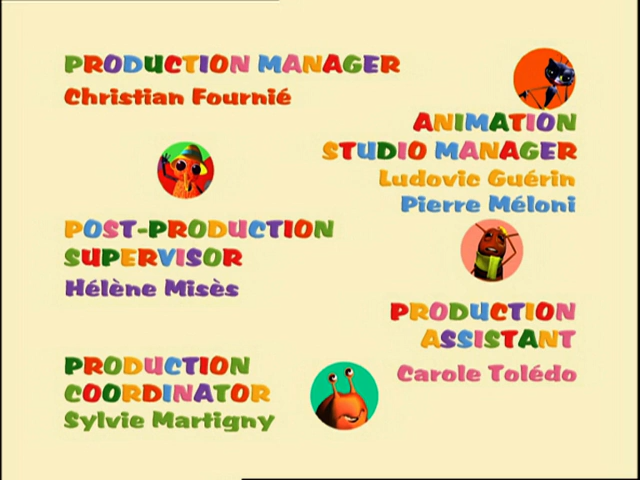 PRODUCTION MANAGER
Christian Fournié
ANIMATION
STUDIO MANAGER
Ludovic Guérin
Pierre Méloni
POST-PRODUCTION
SUPERVISOR
Hélène Misès
PRODUCTION
ASSISTANT
Carole Tolédo
PRODUCTION
COORDINATOR
Sylvie Martigny